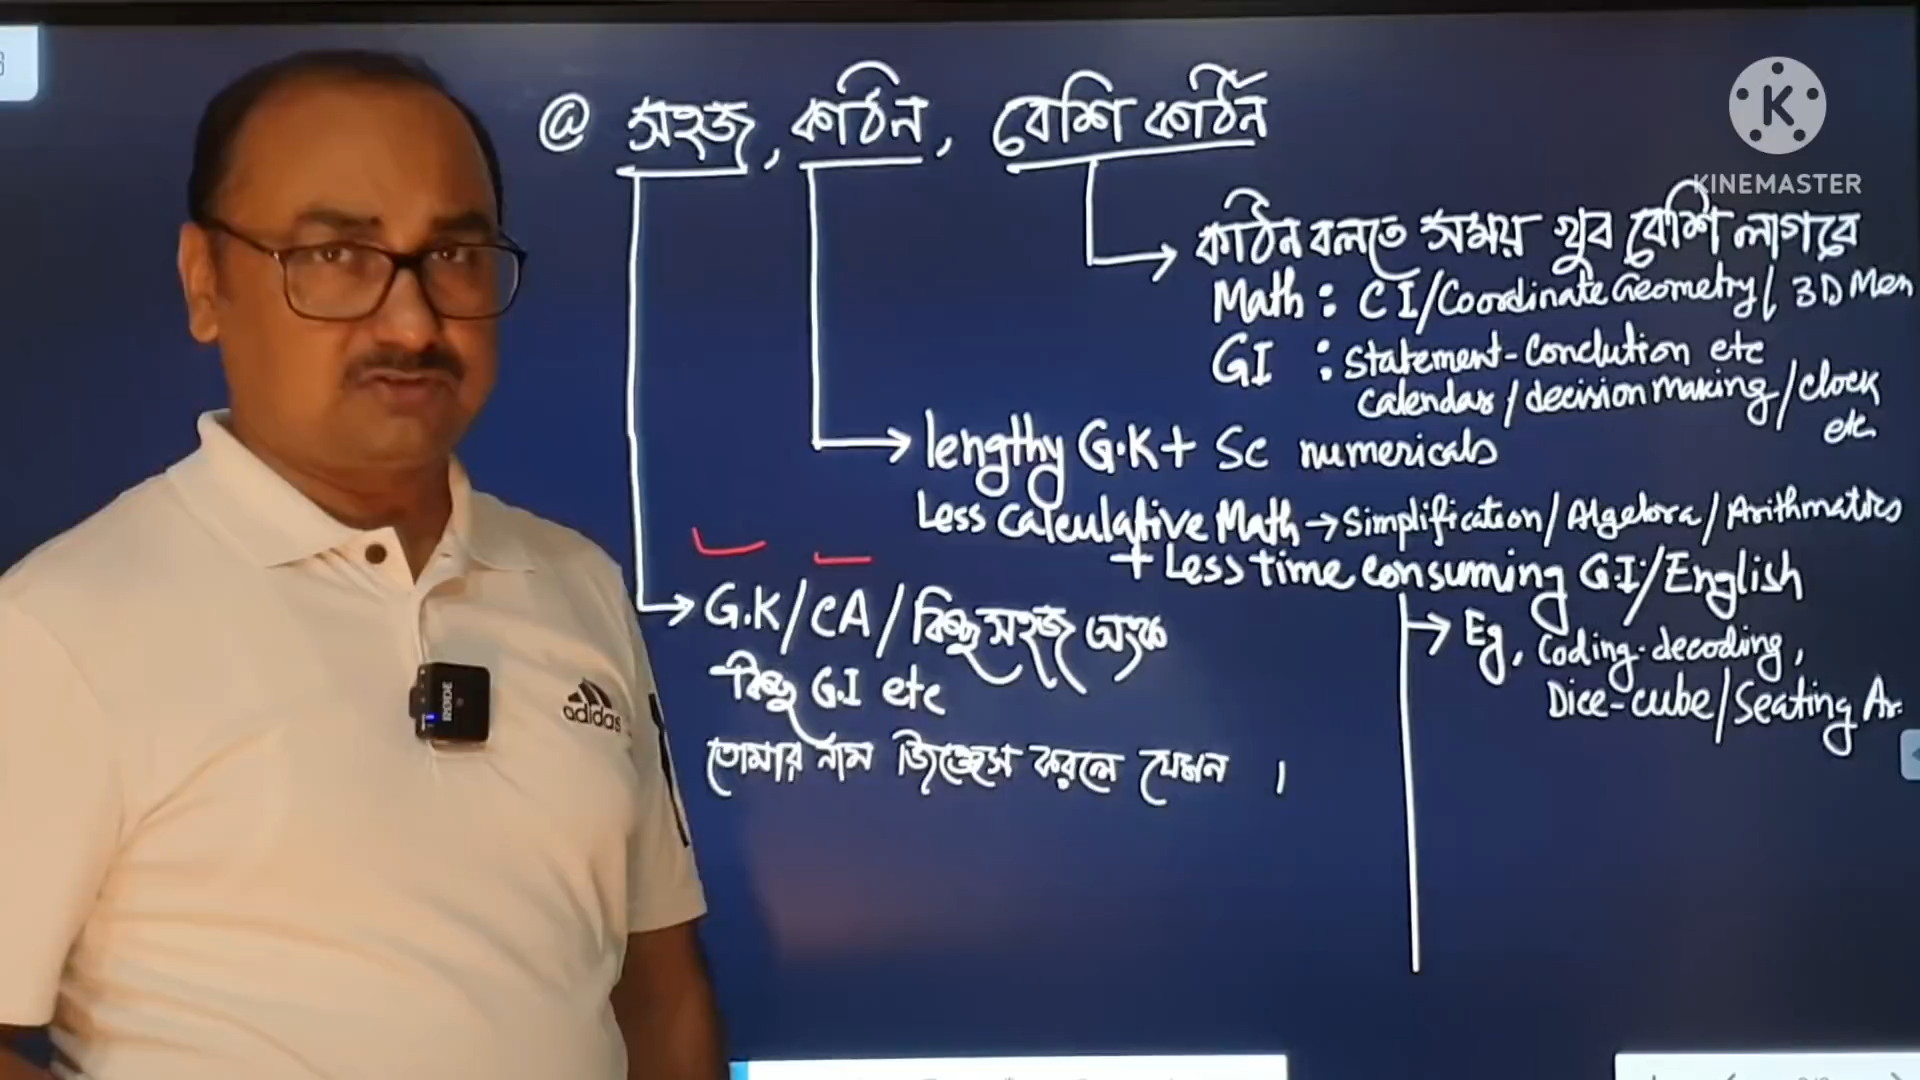 @ সহজ, কঠিন, বেশি কঠিন
KINEMASTER
কঠিন বলতে সময় খুব বেশি লাগবে
Math : CI/Coordinate Geometry/ 3D Men
GI : Statement-Conclution etc
Calendar/decision making/clock
etc
lengthy G.K + Sc numericals
Less calculative Math → Simplification/Algebra/Arithmatics
+ Less time consuming G.I/English
G.K/CA/কিছু সহজ অংক
কিছু G.I etc
তোমার নাম জিজ্ঞেস করলে যেমন ।
→ Eg, Coding-decoding,
Dice-cube/Seating Ar.
RODE
adidas